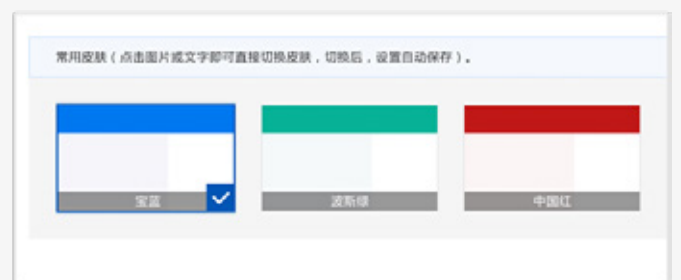 常用皮肤（点击图片或文字即可直接切换皮肤，切换后，设置自动保存）。
宝蓝
波斯绿
中国红